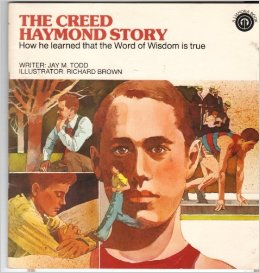 THE CREED
HAYMOND STORY
How he learned that the Word of Wisdom is true
WRITER: JAY M. TODD
ILLUSTRATOR: RICHARD BROWN